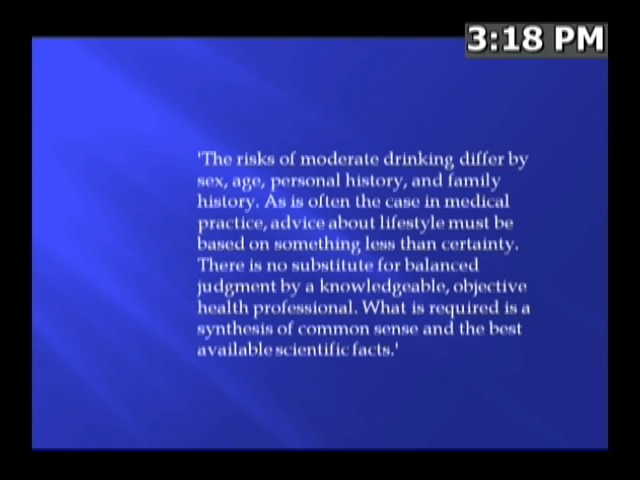 3:18 PM
'The risks of moderate drinking differ by
sex, age, personal history, and family
history. As is often the case in medical
practice, advice about lifestyle must be
based on something less than certainty.
There is no substitute for balanced
judgment by a knowledgeable, objective
health professional. What is required is a
synthesis of common sense and the best
available scientific facts.'